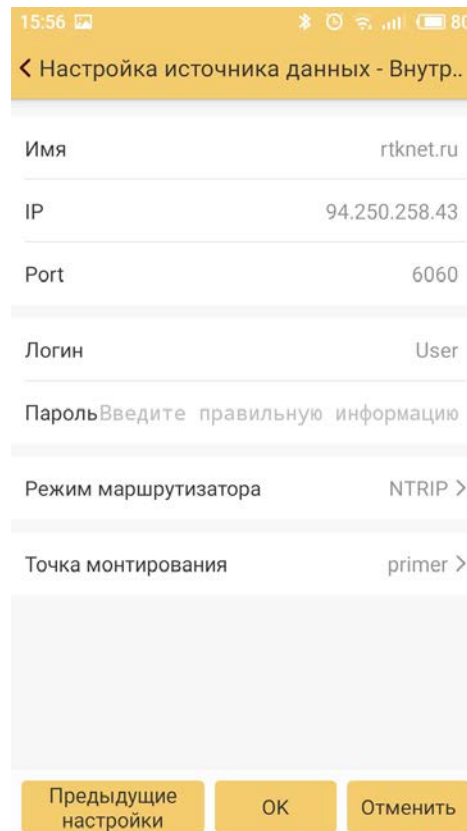 15:56 80
Настройка источника данных - Внутр..
Имя rtknet.ru
IP 94.250.258.43
Port 6060
Логин User
Пароль Введите правильную информацию
Режим маршрутизатора NTRIP >
Точка монтирования primer >
Предыдущие
настройки
OK
Отменить